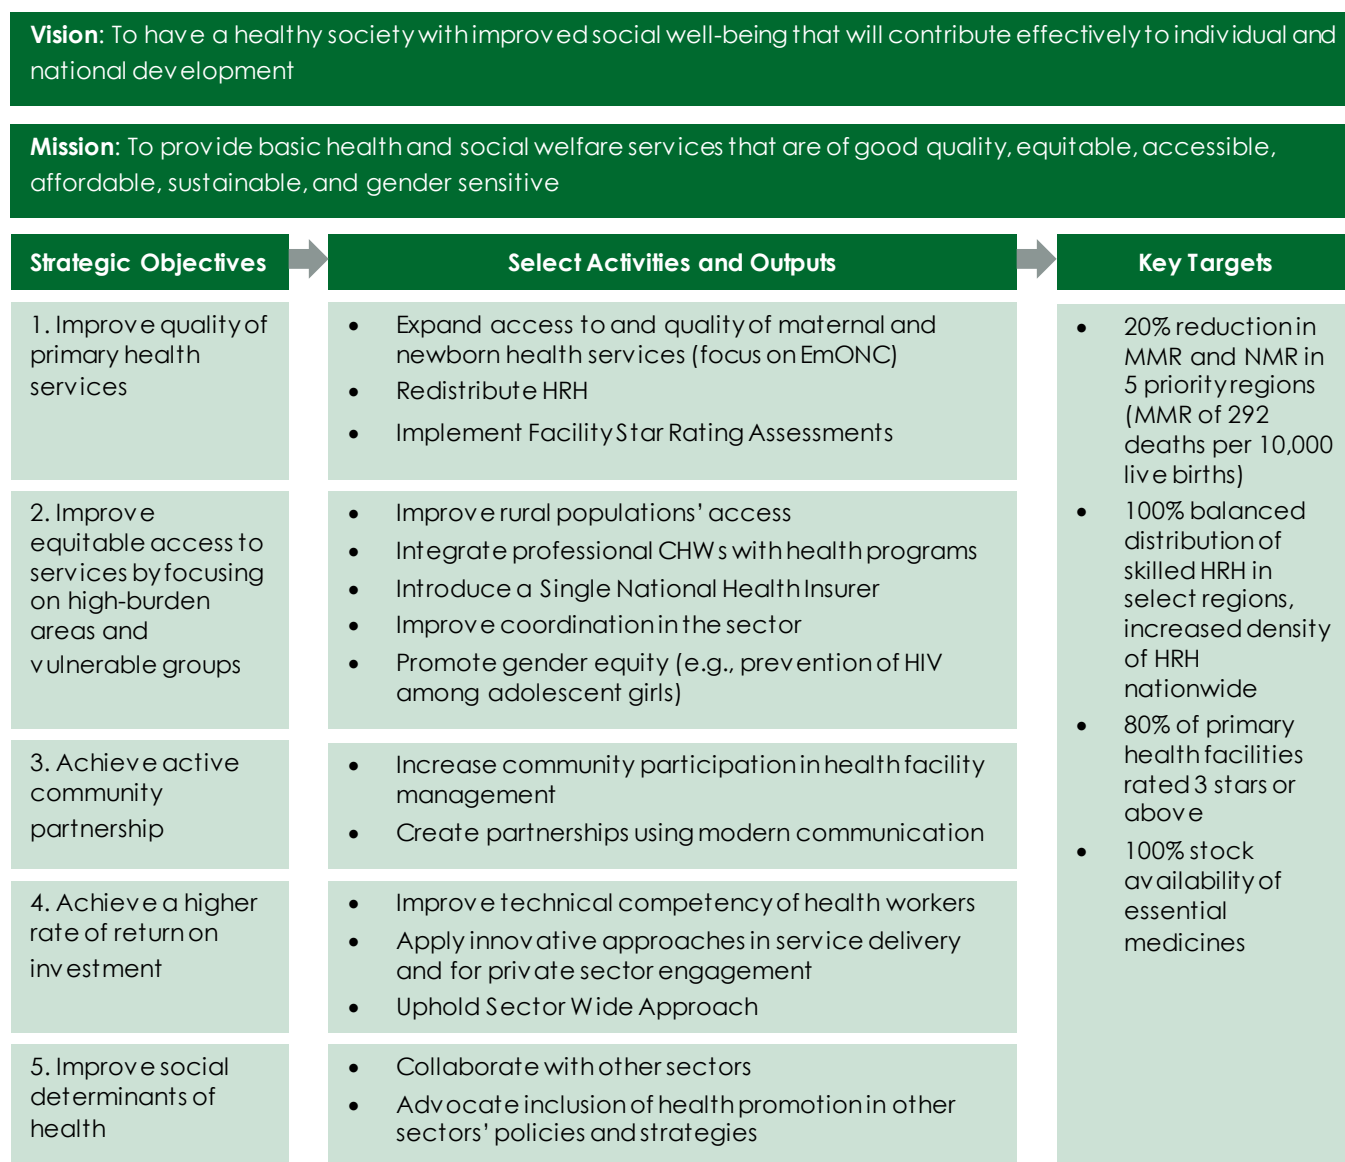 Vision: To have a healthy society with improved social well-being that will contribute effectively to individual and
national development
Mission: To provide basic health and social welfare services that are of good quality, equitable, accessible,
affordable, sustainable, and gender sensitive
Strategic Objectives
Select Activities and Outputs
Key Targets
1. Improve quality of
primary health
services
• Expand access to and quality of maternal and
newborn health services (focus on EmONC)
• Redistribute HRH
• Implement Facility Star Rating Assessments
2. Improve
equitable access to
services by focusing
on high-burden
areas and
vulnerable groups
• Improve rural populations’ access
• Integrate professional CHWs with health programs
• Introduce a Single National Health Insurer
• Improve coordination in the sector
• Promote gender equity (e.g., prevention of HIV
among adolescent girls)
3. Achieve active
community
partnership
• Increase community participation in health facility
management
• Create partnerships using modern communication
4. Achieve a higher
rate of return on
investment
• Improve technical competency of health workers
• Apply innovative approaches in service delivery
and for private sector engagement
• Uphold Sector Wide Approach
5. Improve social
determinants of
health
• Collaborate with other sectors
• Advocate inclusion of health promotion in other
sectors’ policies and strategies
• 20% reduction in
MMR and NMR in
5 priority regions
(MMR of 292
deaths per 10,000
live births)
• 100% balanced
distribution of
skilled HRH in
select regions,
increased density
of HRH
nationwide
• 80% of primary
health facilities
rated 3 stars or
above
• 100% stock
availability of
essential
medicines